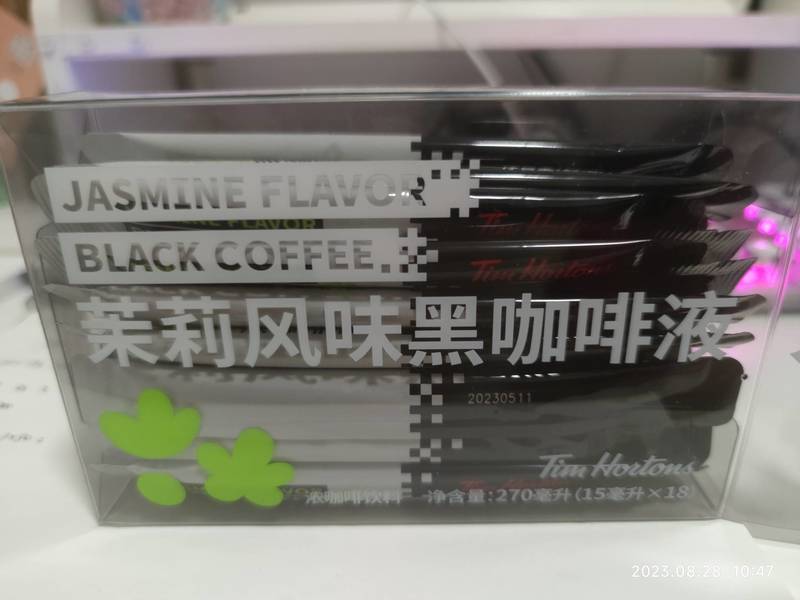 JASMINE FLAVOR
NE FLAVOR
Tim Hortons
BLACK COFFEE
Tim Hortons
茉莉风味黑咖啡液
20230511
Tim Hortons
浓咖啡饮料 净含量:270毫升(15毫升×18)
2023.08.28 10:47